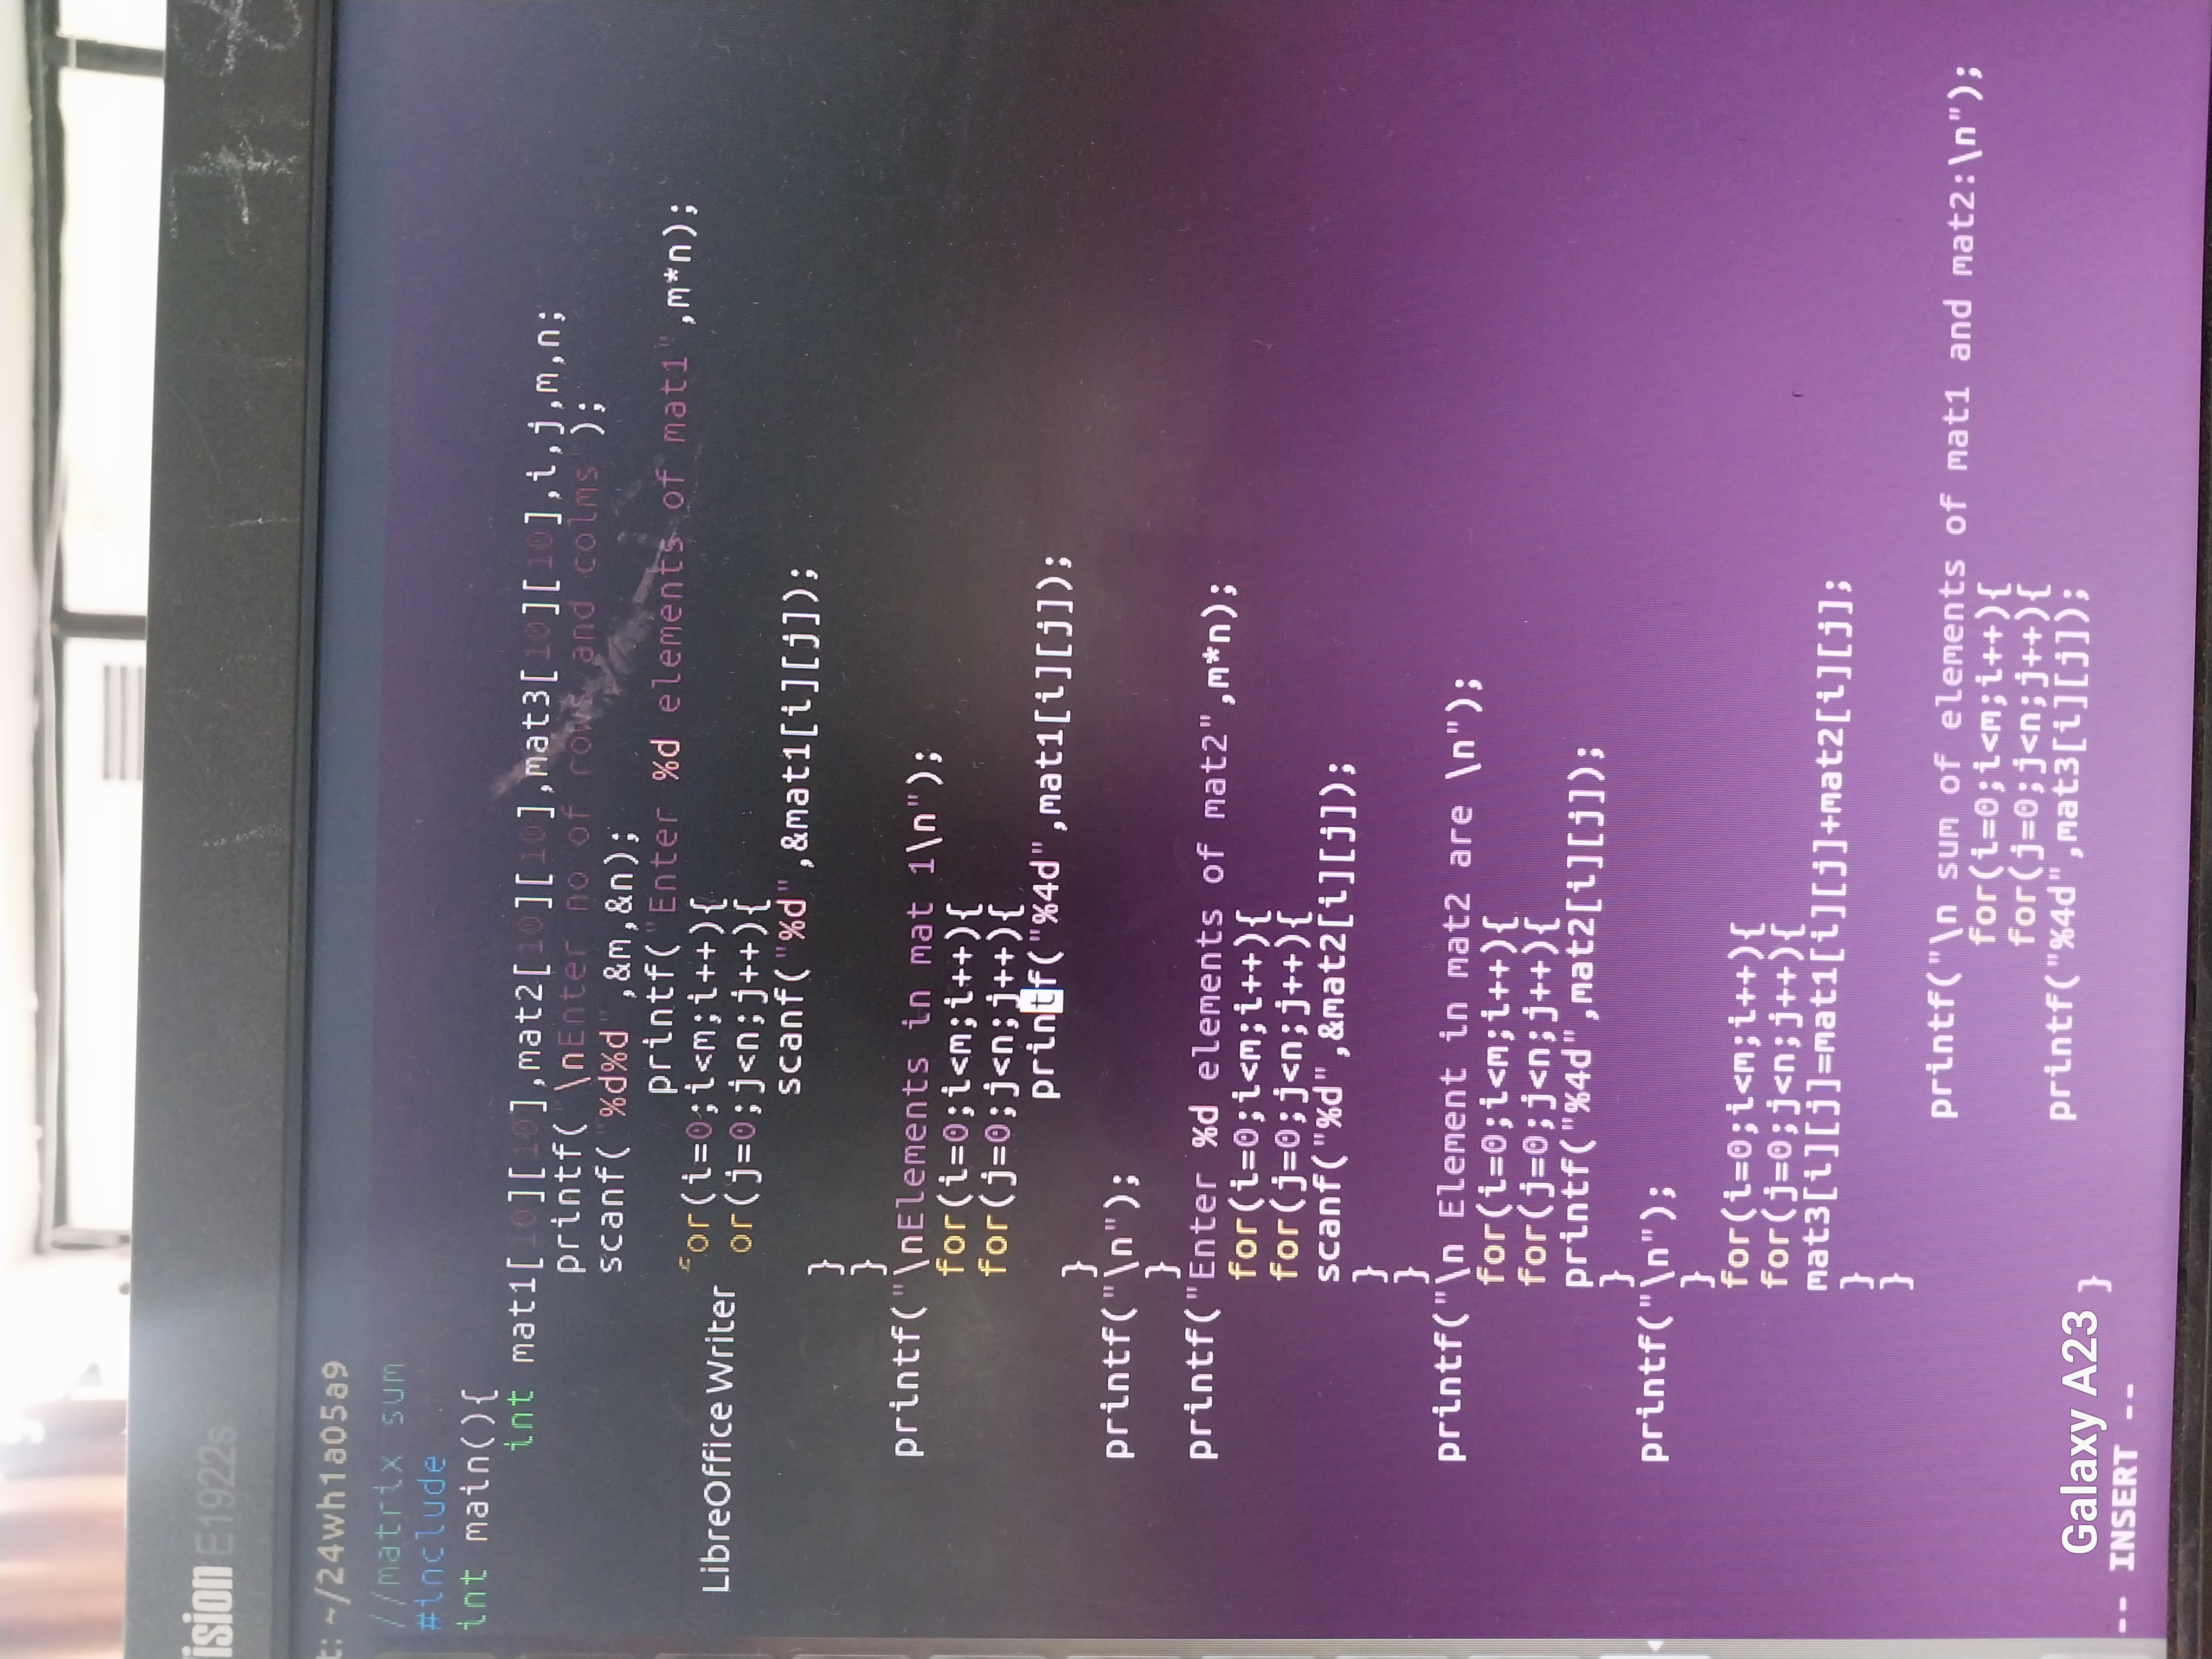 ision E1922s
t: ~/24wh1a05a9
//matrix sum
#include
int main(){
int mat1[10][10],mat2[10][10],mat3[10][10],i,j,m,n;
printf("\nEnter no of rows and colms");
scanf("%d%d",&m,&n);
printf("Enter %d elements of mat1",m*n);
for(i=0;i<m;i++){
LibreOffice Writer
or(j=0;j<n;j++){
scanf("%d",&mat1[i][j]);
}
}
printf("\nElements in mat 1\n");
for(i=0;i<m;i++){
for(j=0;j<n;j++){
printf("%4d",mat1[i][j]);
}
printf("\n");
}
printf("Enter %d elements of mat2",m*n);
for(i=0;i<m;i++){
for(j=0;j<n;j++){
scanf("%d",&mat2[i][j]);
}
}
printf("\n Element in mat2 are \n");
for(i=0;i<m;i++){
for(j=0;j<n;j++){
printf("%4d",mat2[i][j]);
}
printf("\n");
}
for(i=0;i<m;i++){
for(j=0;j<n;j++){
mat3[i][j]=mat1[i][j]+mat2[i][j];
}
}
printf("\n sum of elements of mat1 and mat2:\n");
for(i=0;i<m;i++){
for(j=0;j<n;j++){
printf("%4d",mat3[i][j]);
}
Galaxy A23
-- INSERT --